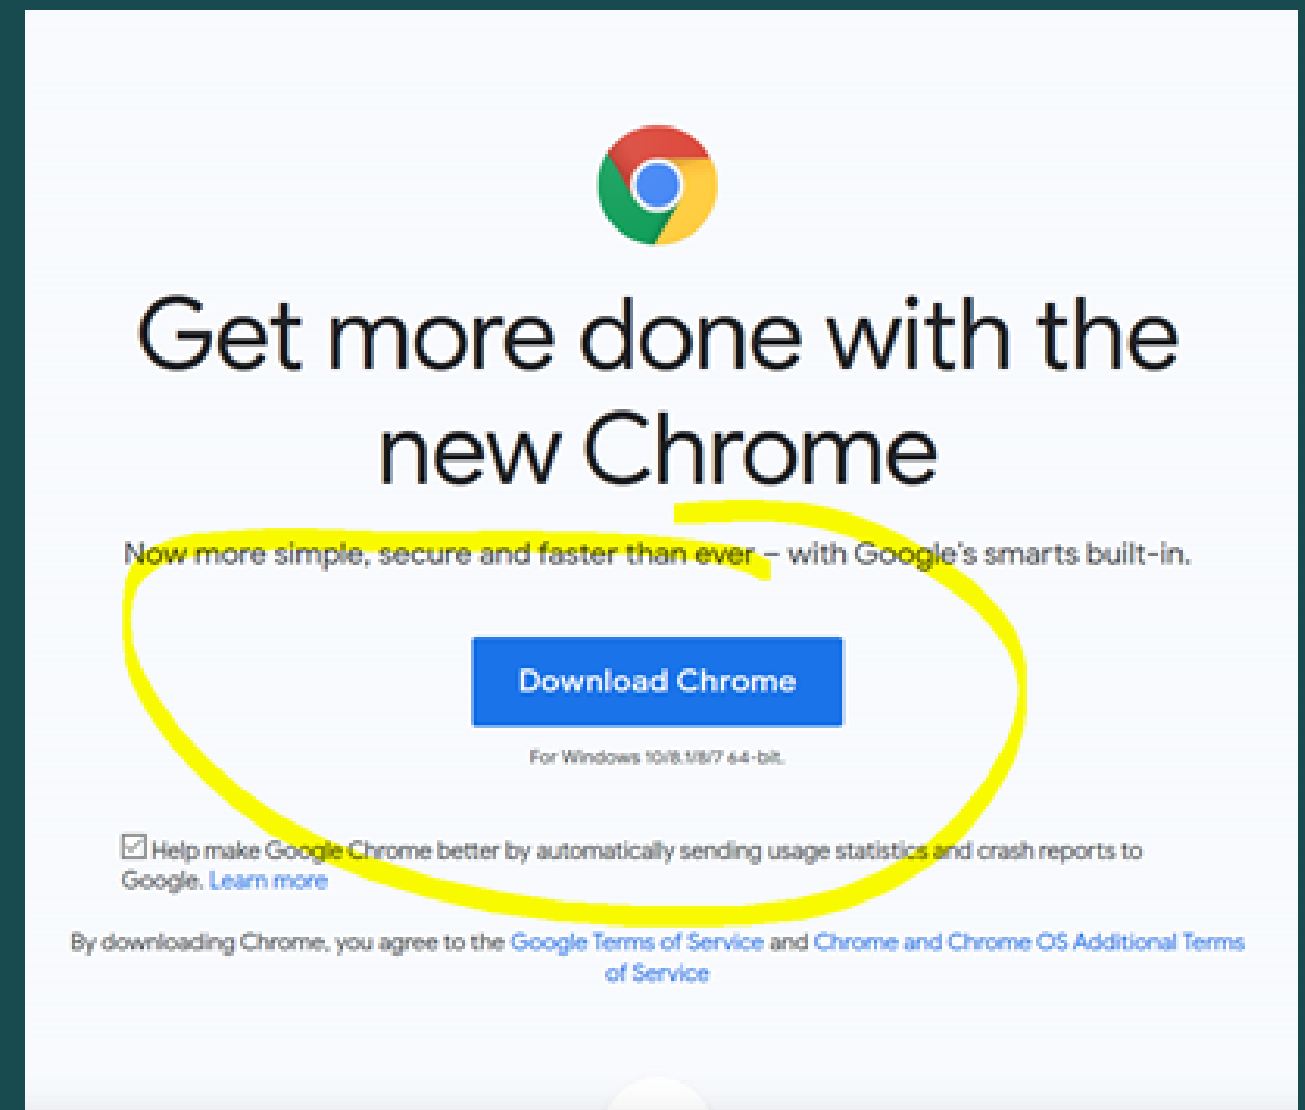 Get more done with the
new Chrome
Now more simple, secure and faster than ever – with Google's smarts built-in.
Download Chrome
For Windows 10/8.1/8/7 64-bit.
Help make Google Chrome better by automatically sending usage statistics and crash reports to
Google. Learn more
By downloading Chrome, you agree to the Google Terms of Service and Chrome and Chrome OS Additional Terms
of Service